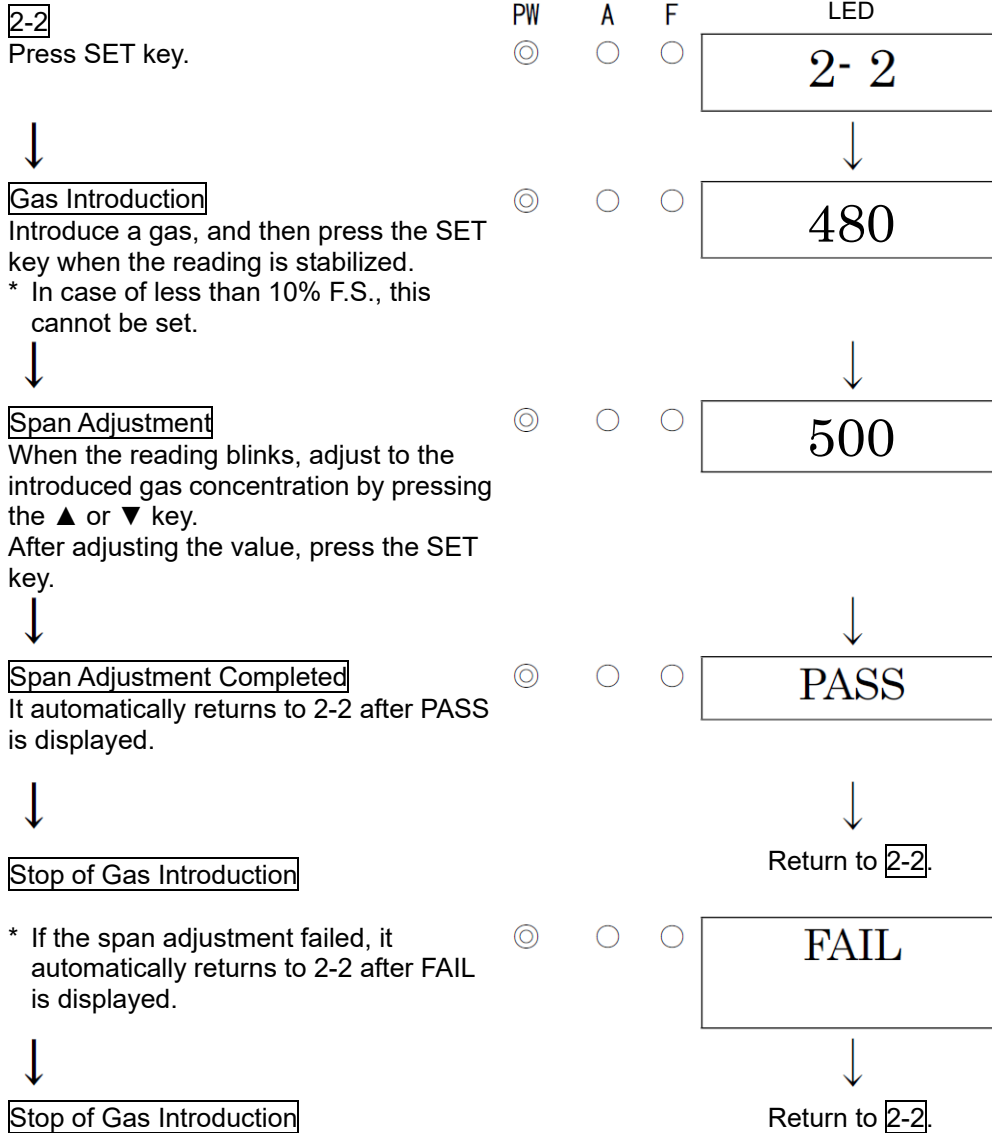 PW A F LED
2-2
Press SET key.
◎ ○ ○ 2- 2
↓ ↓
Gas Introduction
◎ ○ ○ 480
Introduce a gas, and then press the SET
key when the reading is stabilized.
* In case of less than 10% F.S., this
cannot be set.
↓ ↓
Span Adjustment
◎ ○ ○ 500
When the reading blinks, adjust to the
introduced gas concentration by pressing
the ▲ or ▼ key.
After adjusting the value, press the SET
key.
↓ ↓
Span Adjustment Completed
◎ ○ ○ PASS
It automatically returns to 2-2 after PASS
is displayed.
↓ ↓
Stop of Gas Introduction
Return to 2-2.
* If the span adjustment failed, it
automatically returns to 2-2 after FAIL
is displayed.
◎ ○ ○ FAIL
↓ ↓
Stop of Gas Introduction
Return to 2-2.